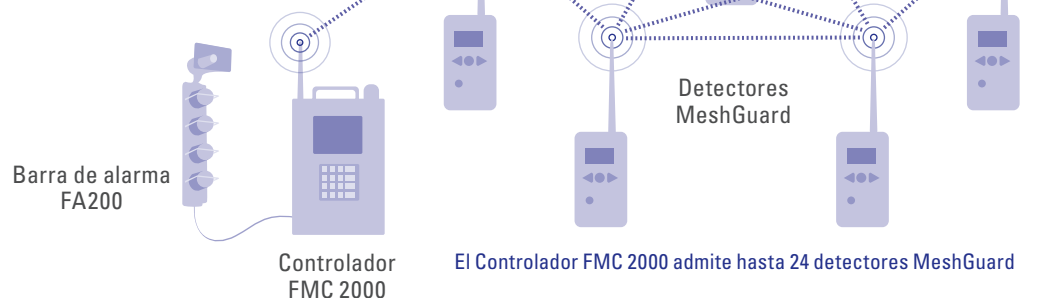 Detectores
MeshGuard
Barra de alarma
FA200
El Controlador FMC 2000 admite hasta 24 detectores MeshGuard
Controlador
FMC 2000